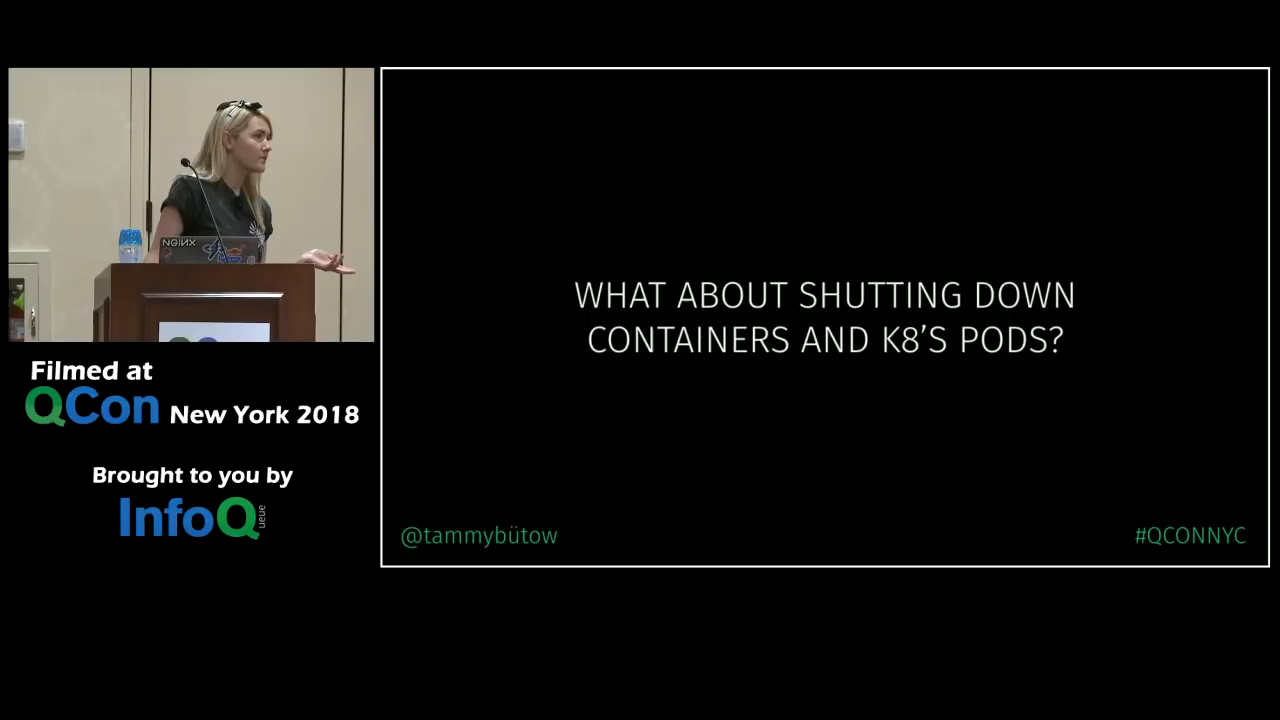 NGINX
Filmed at
QCon New York 2018
Brought to you by
InfoQ
ueue
WHAT ABOUT SHUTTING DOWN
CONTAINERS AND K8’S PODS?
@tammybütow
#QCONNYC